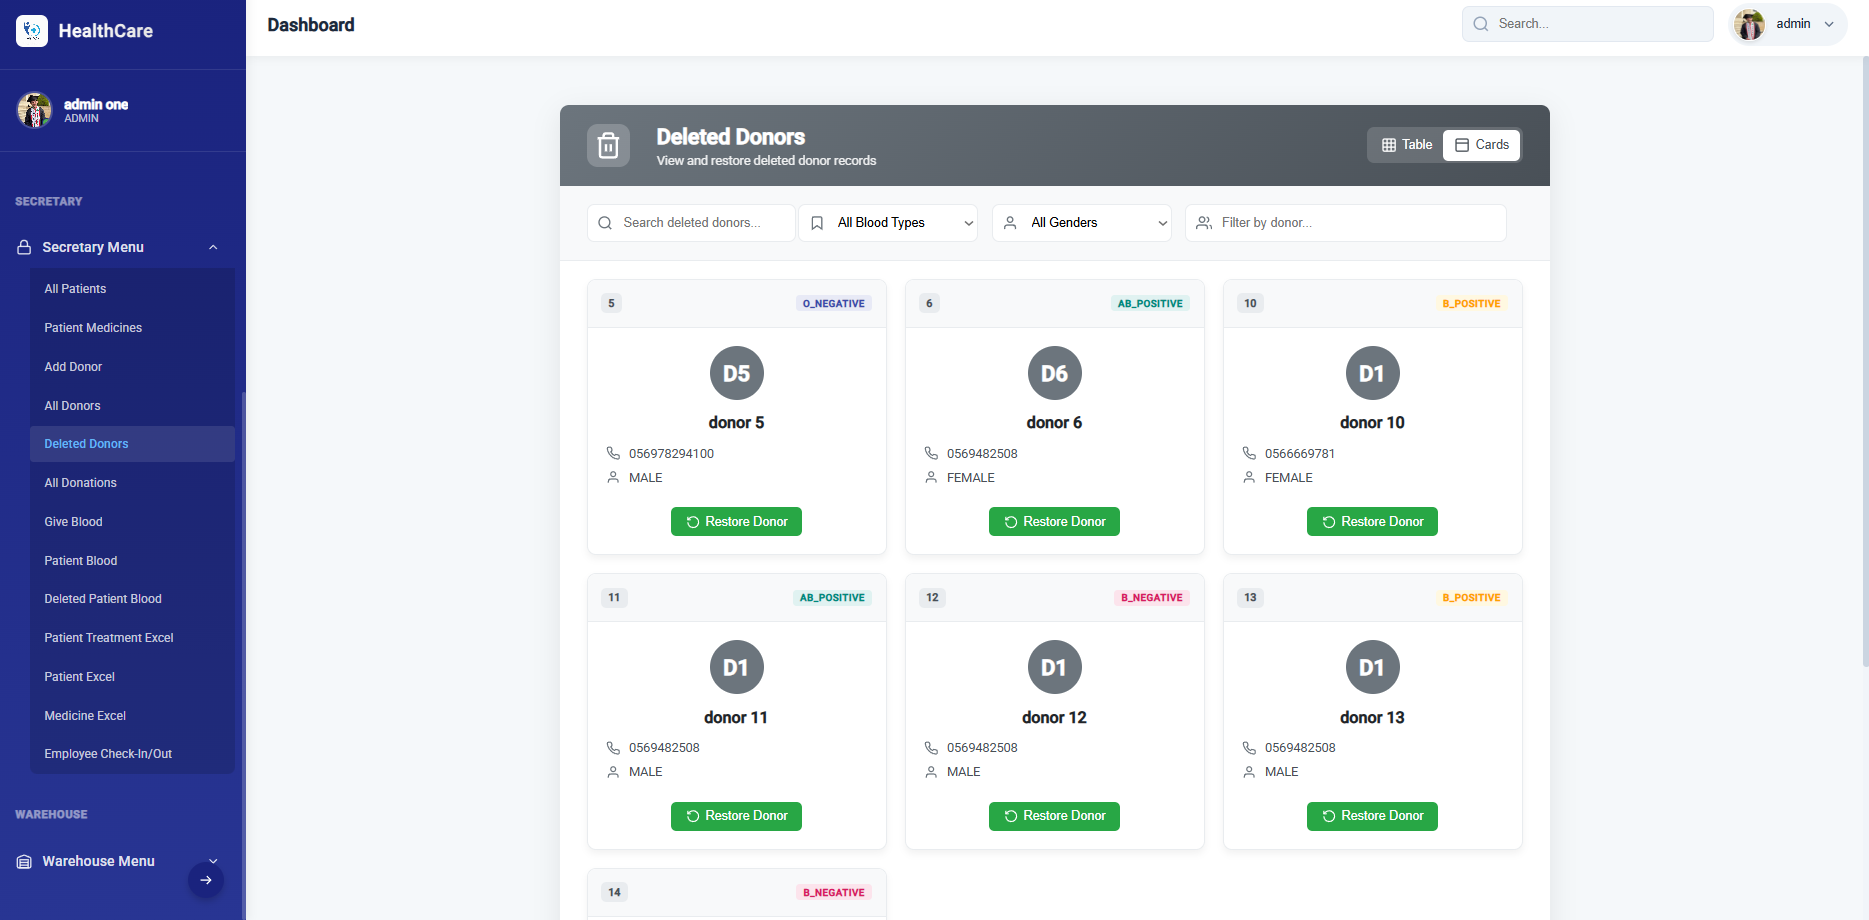 HealthCare
Dashboard
Search...
admin
admin one
ADMIN
SECRETARY
Secretary Menu
All Patients
Patient Medicines
Add Donor
All Donors
Deleted Donors
All Donations
Give Blood
Patient Blood
Deleted Patient Blood
Patient Treatment Excel
Patient Excel
Medicine Excel
Employee Check-In/Out
WAREHOUSE
Warehouse Menu
Deleted Donors
View and restore deleted donor records
Table
Cards
Search deleted donors...
All Blood Types
All Genders
Filter by donor...
5
O_NEGATIVE
D5
donor 5
056978294100
MALE
Restore Donor
6
AB_POSITIVE
D6
donor 6
0569482508
FEMALE
Restore Donor
10
B_POSITIVE
D1
donor 10
0566669781
FEMALE
Restore Donor
11
AB_POSITIVE
D1
donor 11
0569482508
MALE
Restore Donor
12
B_NEGATIVE
D1
donor 12
0569482508
MALE
Restore Donor
13
B_POSITIVE
D1
donor 13
0569482508
MALE
Restore Donor
14
B_NEGATIVE